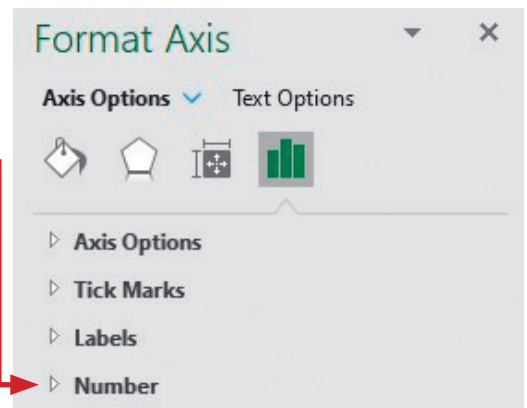 Format Axis
Axis Options Text Options
Axis Options
Tick Marks
Labels
Number